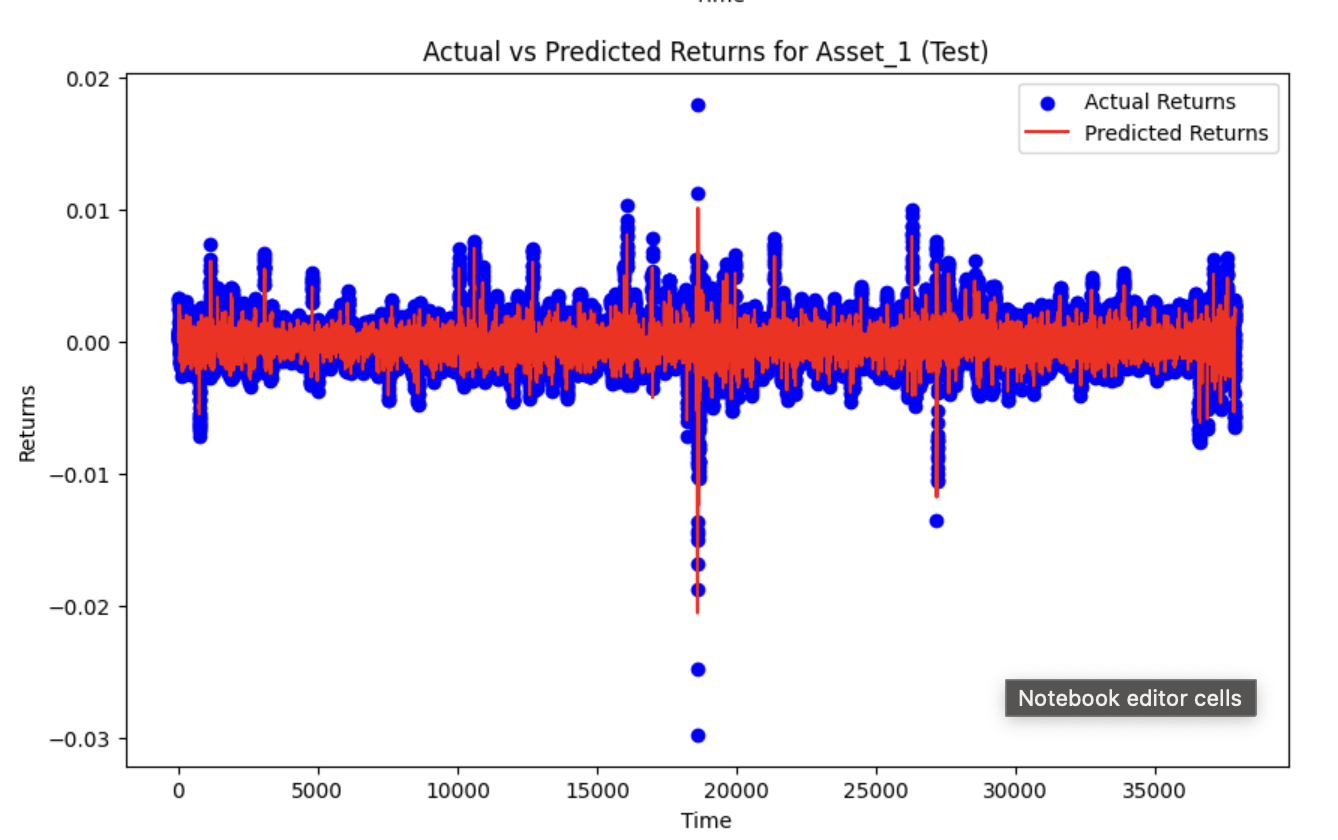 Time
Actual vs Predicted Returns for Asset_1 (Test)
0.02
Actual Returns
Predicted Returns
0.01
0.00
Returns
−0.01
−0.02
Notebook editor cells
−0.03
0 5000 10000 15000 20000 25000 30000 35000
Time